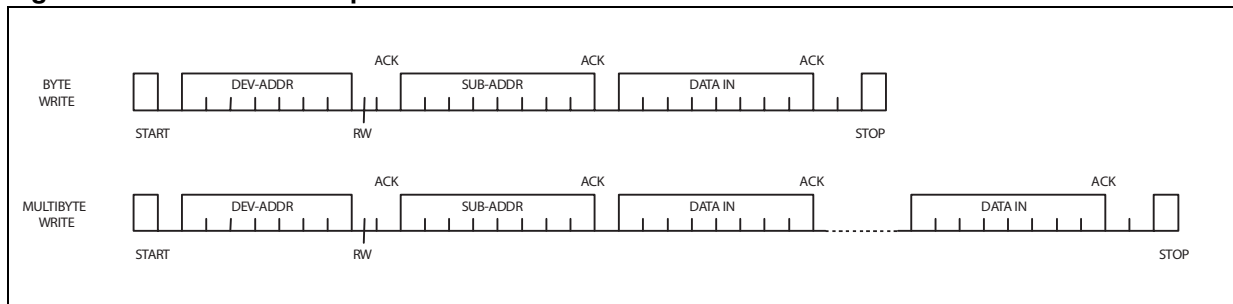 ACK ACK ACK
BYTE
WRITE
DEV-ADDR SUB-ADDR DATA IN
START RW STOP
ACK ACK ACK ACK
MULTIBYTE
WRITE
DEV-ADDR SUB-ADDR DATA IN DATA IN
START RW STOP